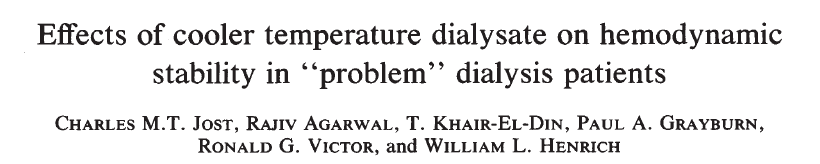 Effects of cooler temperature dialysate on hemodynamic
stability in “problem” dialysis patients
CHARLES M.T. JOST, RAJIV AGARWAL, T. KHAIR-EL-DIN, PAUL A. GRAYBURN,
RONALD G. VICTOR, and WILLIAM L. HENRICH